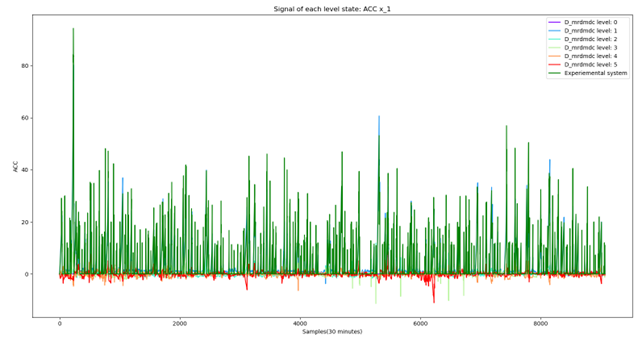 Signal of each level state: ACC x_1
D_mrdmdc level: 0
D_mrdmdc level: 1
D_mrdmdc level: 2
D_mrdmdc level: 3
D_mrdmdc level: 4
D_mrdmdc level: 5
Experiemental system
80
60
40
20
0
ACC
0 2000 4000 6000 8000
Samples(30 minutes)